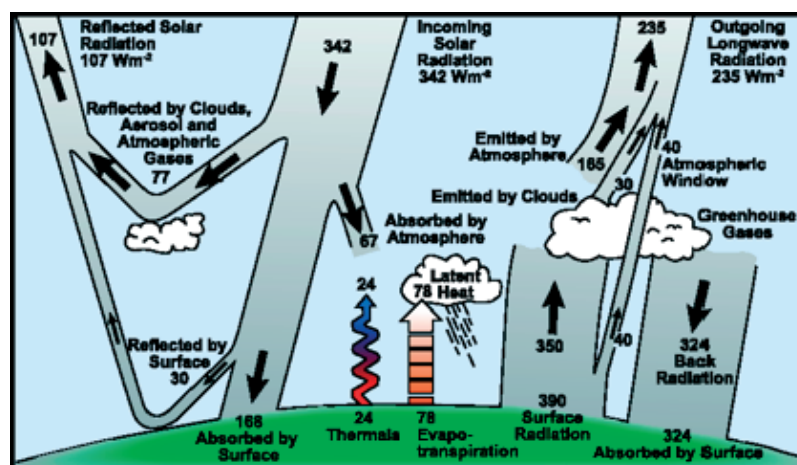 107
Reflected Solar
Radiation
107 Wm-2
342
Incoming
Solar
Radiation
342 Wm-2
235
Outgoing
Longwave
Radiation
235 Wm-2
Reflected by Clouds,
Aerosol and
Atmospheric
Gases
77
Emitted by
Atmosphere
165
40
Atmospheric
Window
Emitted by Clouds
30
Greenhouse
Gases
Absorbed by
67
Atmosphere
24
Latent
78 Heat
Reflected by
Surface
30
350
40
324
Back
Radiation
168
Absorbed by
Surface
24
Thermals
78
Evapo-
transpiration
390
Surface
Radiation
324
Absorbed by Surface